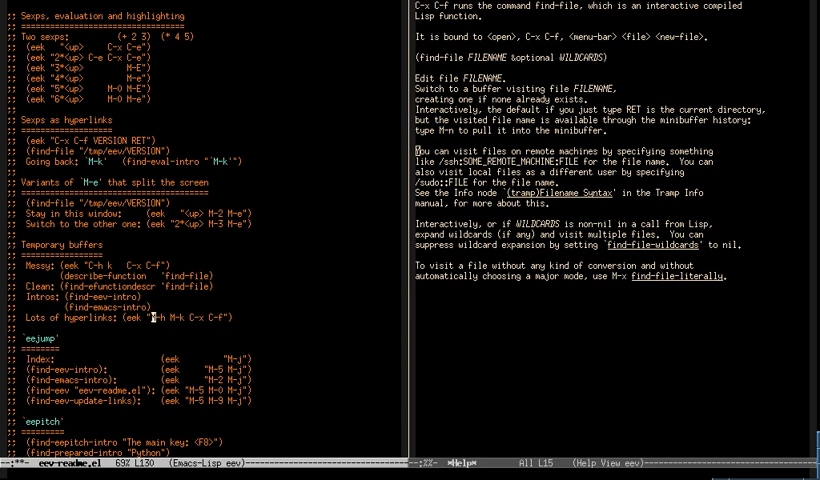 ;; Sexps, evaluation and highlighting
;; ==================================
;; Two sexps:         (+ 2 3)  (* 4 5)
;;  (eek   "<up>     C-x C-e")
;;  (eek "2*<up> C-e C-x C-e")
;;  (eek "3*<up>         M-E")
;;  (eek "4*<up>         M-e")
;;  (eek "5*<up>     M-0 M-E")
;;  (eek "6*<up>     M-0 M-e")
;;
;; Sexps as hyperlinks
;; ===================
;;  (eek "C-x C-f VERSION RET")
;;  (find-file "/tmp/eev/VERSION")
;;  Going back: `M-k'   (find-eval-intro "`M-k'")
;;
;; Variants of `M-e' that split the screen
;; =======================================
;;  (find-file "/tmp/eev/VERSION")
;;  Stay in this window:    (eek   "<up> M-2 M-e")
;;  Switch to the other one: (eek "2*<up> M-3 M-e")
;;
;; Temporary buffers
;; =================
;;  Messy: (eek "C-h k   C-x C-f")
;;         (describe-function   'find-file)
;;  Clean: (find-efunctiondescr 'find-file)
;;  Intros: (find-eev-intro)
;;          (find-emacs-intro)
;;  Lots of hyperlinks: (eek "M-h M-k C-x C-f")
;;
;; `eejump'
;; ========
;;  Index:                      (eek       "M-j")
;;  (find-eev-intro):           (eek   "M-5 M-j")
;;  (find-emacs-intro):         (eek   "M-2 M-j")
;;  (find-eev "eev-readme.el"): (eek "M-5 M-0 M-j")
;;  (find-eev-update-links):    (eek "M-5 M-9 M-j")
;;
;; `eepitch'
;; =========
;;  (find-eepitch-intro "The main key: <F8>")
;;  (find-prepared-intro "Python")
--:**-  eev-readme.el   69% L130   (Emacs-Lisp eev)
C-x C-f runs the command find-file, which is an interactive compiled
Lisp function.
It is bound to <open>, C-x C-f, <menu-bar> <file> <new-file>.
(find-file FILENAME &optional WILDCARDS)
Edit file FILENAME.
Switch to a buffer visiting file FILENAME,
creating one if none already exists.
Interactively, the default if you just type RET is the current directory,
but the visited file name is available through the minibuffer history:
type M-n to pull it into the minibuffer.
You can visit files on remote machines by specifying something
like /ssh:SOME_REMOTE_MACHINE:FILE for the file name.  You can
also visit local files as a different user by specifying
/sudo::FILE for the file name.
See the Info node `(tramp)Filename Syntax' in the Tramp Info
manual, for more about this.
Interactively, or if WILDCARDS is non-nil in a call from Lisp,
expand wildcards (if any) and visit multiple files.  You can
suppress wildcard expansion by setting `find-file-wildcards' to nil.
To visit a file without any kind of conversion and without
automatically choosing a major mode, use M-x find-file-literally.
--:%%-  *Help*         All L15    (Help View eev)